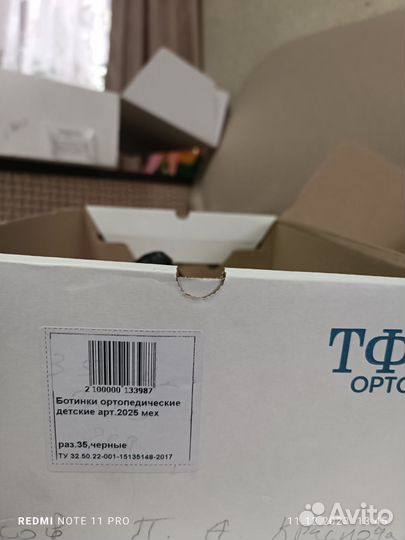 ТФ
ОРТО
2 100000 133987
Ботинки ортопедические
детские арт.2025 мех
раз.35,черные
ТУ 32.50.22-001-15135148-2017
П. А
REDMI NOTE 11 PRO
Avito